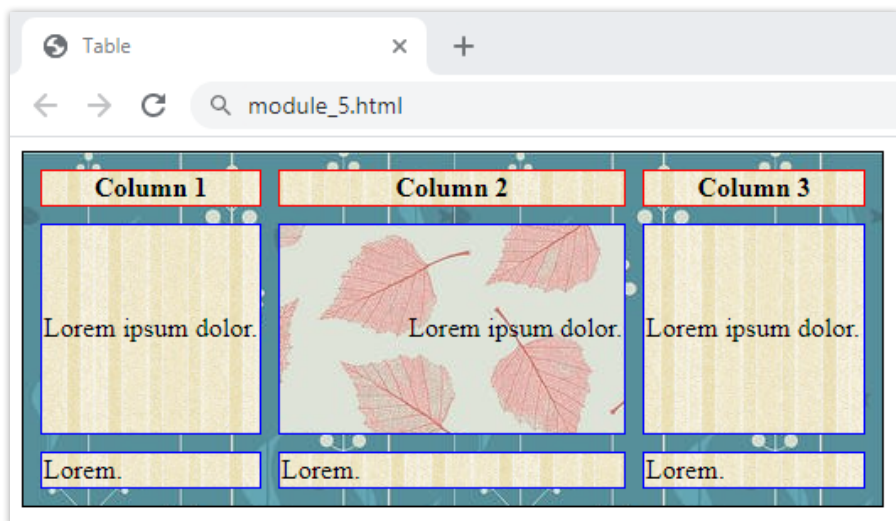 Table
module_5.html
Column 1 Column 2 Column 3
Lorem ipsum dolor. Lorem ipsum dolor. Lorem ipsum dolor.
Lorem. Lorem. Lorem.